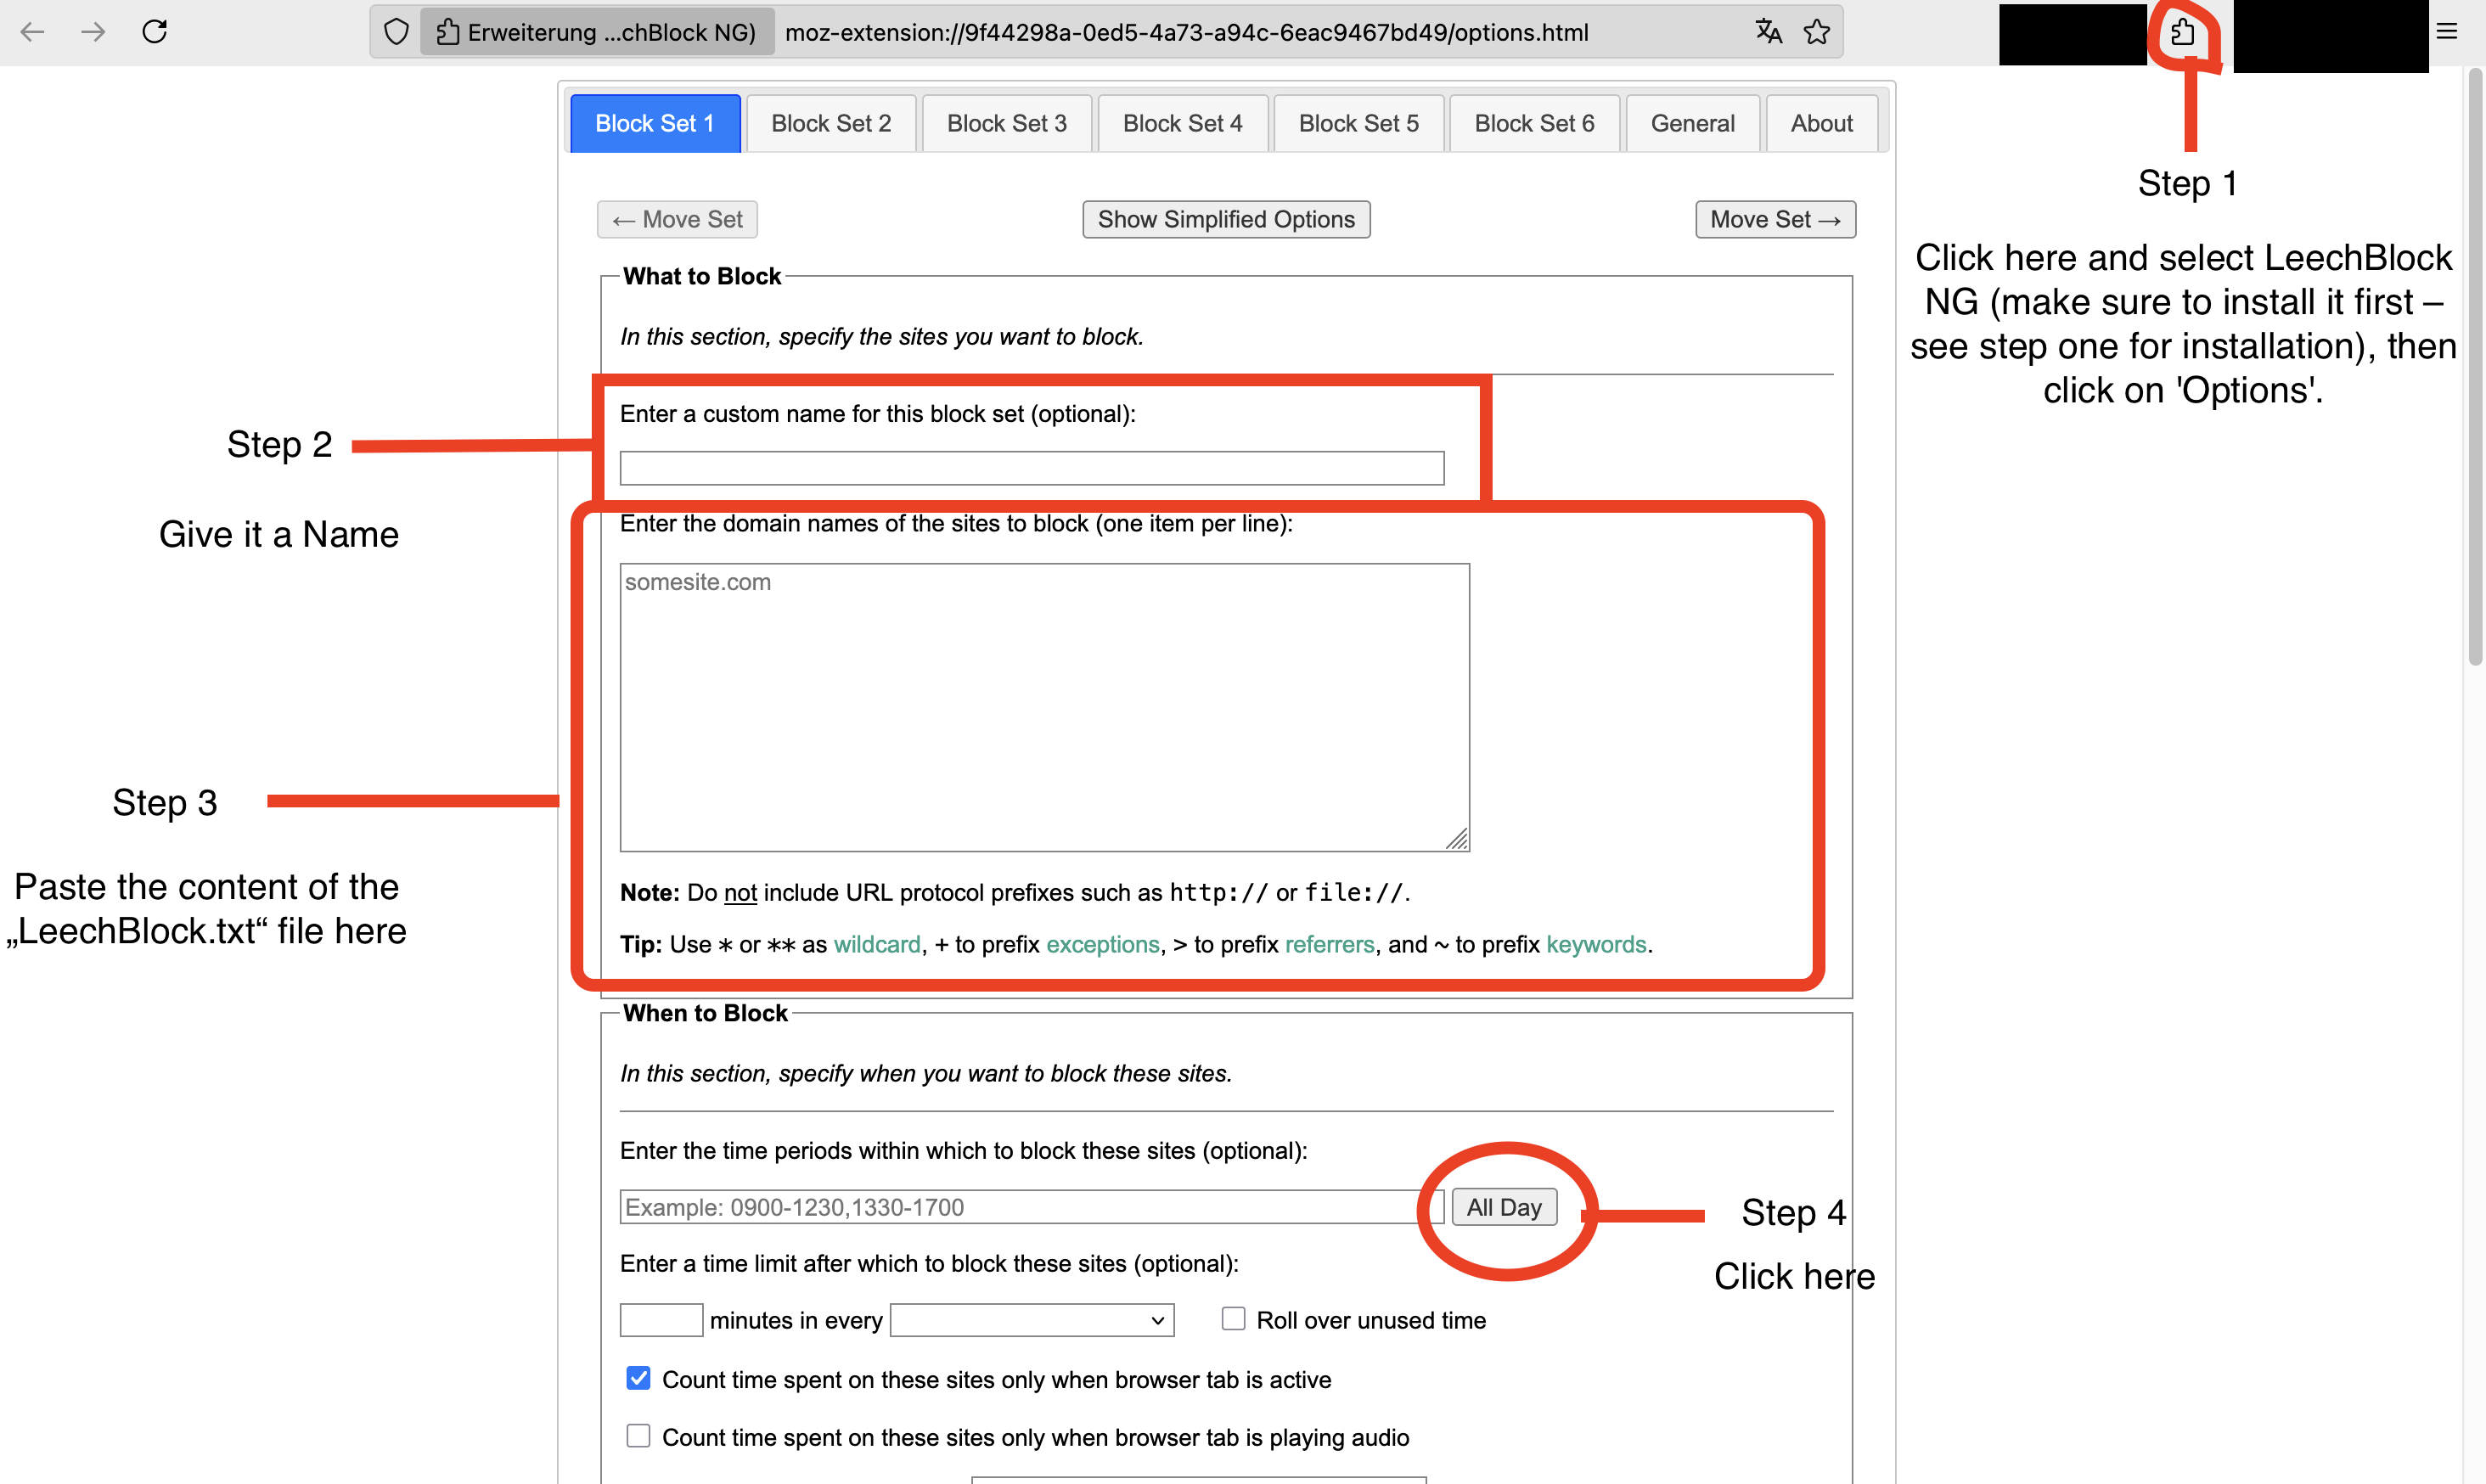 Erweiterung ...chBlock NG) moz-extension://9f44298a-0ed5-4a73-a94c-6eac9467bd49/options.html
Block Set 1 Block Set 2 Block Set 3 Block Set 4 Block Set 5 Block Set 6 General About
Step 1
Click here and select LeechBlock
NG (make sure to install it first –
see step one for installation), then
click on 'Options'.
← Move Set Show Simplified Options Move Set →
What to Block
In this section, specify the sites you want to block.
Step 2
Give it a Name
Enter a custom name for this block set (optional):
Enter the domain names of the sites to block (one item per line):
somesite.com
Step 3
Paste the content of the
„LeechBlock.txt“ file here
Note: Do not include URL protocol prefixes such as http:// or file://.
Tip: Use * or ** as wildcard, + to prefix exceptions, > to prefix referrers, and ~ to prefix keywords.
When to Block
In this section, specify when you want to block these sites.
Enter the time periods within which to block these sites (optional):
Example: 0900-1230,1330-1700 All Day
Step 4
Click here
Enter a time limit after which to block these sites (optional):
minutes in every Roll over unused time
Count time spent on these sites only when browser tab is active
Count time spent on these sites only when browser tab is playing audio